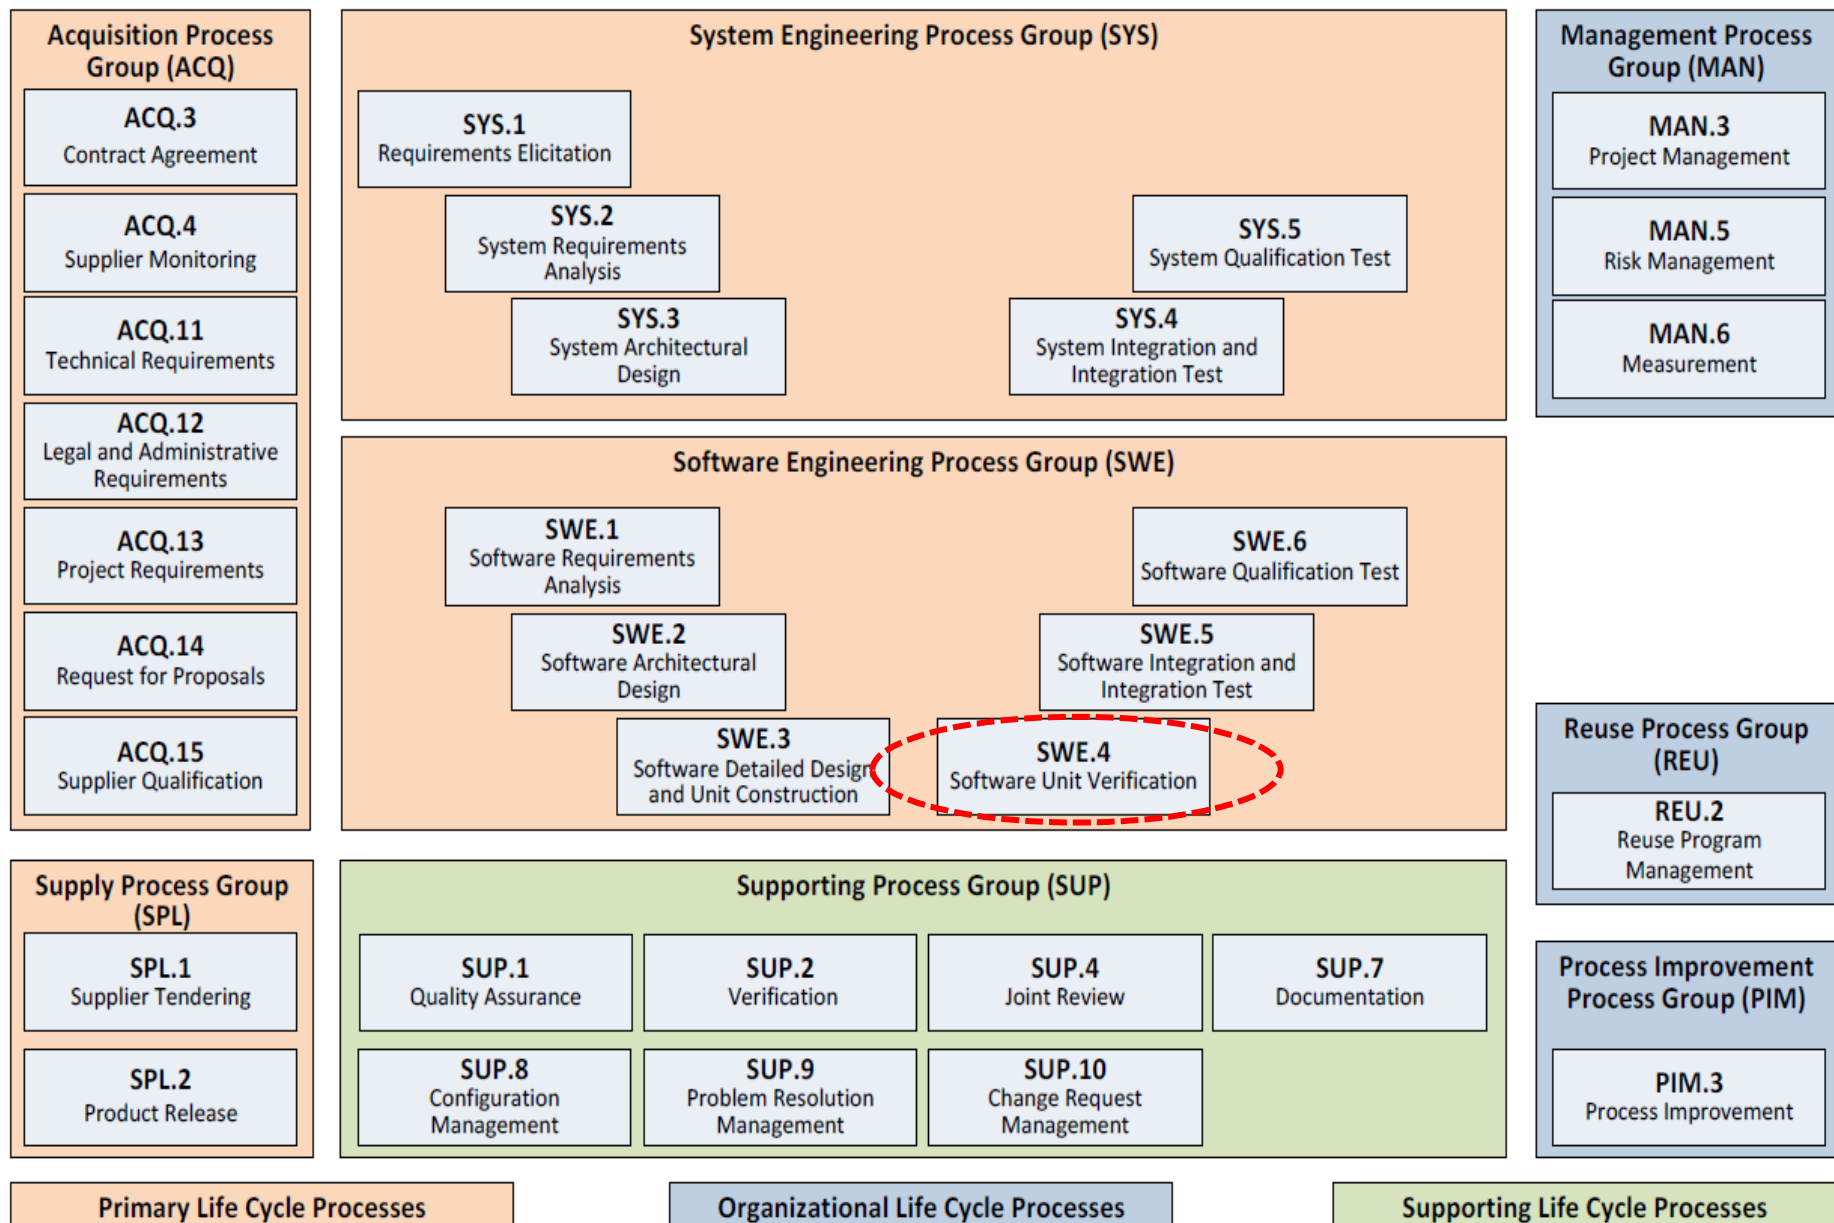 Acquisition Process
Group (ACQ)
ACQ.3
Contract Agreement
ACQ.4
Supplier Monitoring
ACQ.11
Technical Requirements
ACQ.12
Legal and Administrative
Requirements
ACQ.13
Project Requirements
ACQ.14
Request for Proposals
ACQ.15
Supplier Qualification
System Engineering Process Group (SYS)
SYS.1
Requirements Elicitation
SYS.2
System Requirements
Analysis
SYS.3
System Architectural
Design
SYS.5
System Qualification Test
SYS.4
System Integration and
Integration Test
Software Engineering Process Group (SWE)
SWE.1
Software Requirements
Analysis
SWE.2
Software Architectural
Design
SWE.3
Software Detailed Design
and Unit Construction
SWE.6
Software Qualification Test
SWE.5
Software Integration and
Integration Test
SWE.4
Software Unit Verification
Management Process
Group (MAN)
MAN.3
Project Management
MAN.5
Risk Management
MAN.6
Measurement
Reuse Process Group
(REU)
REU.2
Reuse Program
Management
Supply Process Group
(SPL)
SPL.1
Supplier Tendering
SPL.2
Product Release
Supporting Process Group (SUP)
SUP.1
Quality Assurance
SUP.2
Verification
SUP.4
Joint Review
SUP.7
Documentation
SUP.8
Configuration
Management
SUP.9
Problem Resolution
Management
SUP.10
Change Request
Management
Process Improvement
Process Group (PIM)
PIM.3
Process Improvement
Primary Life Cycle Processes
Organizational Life Cycle Processes
Supporting Life Cycle Processes